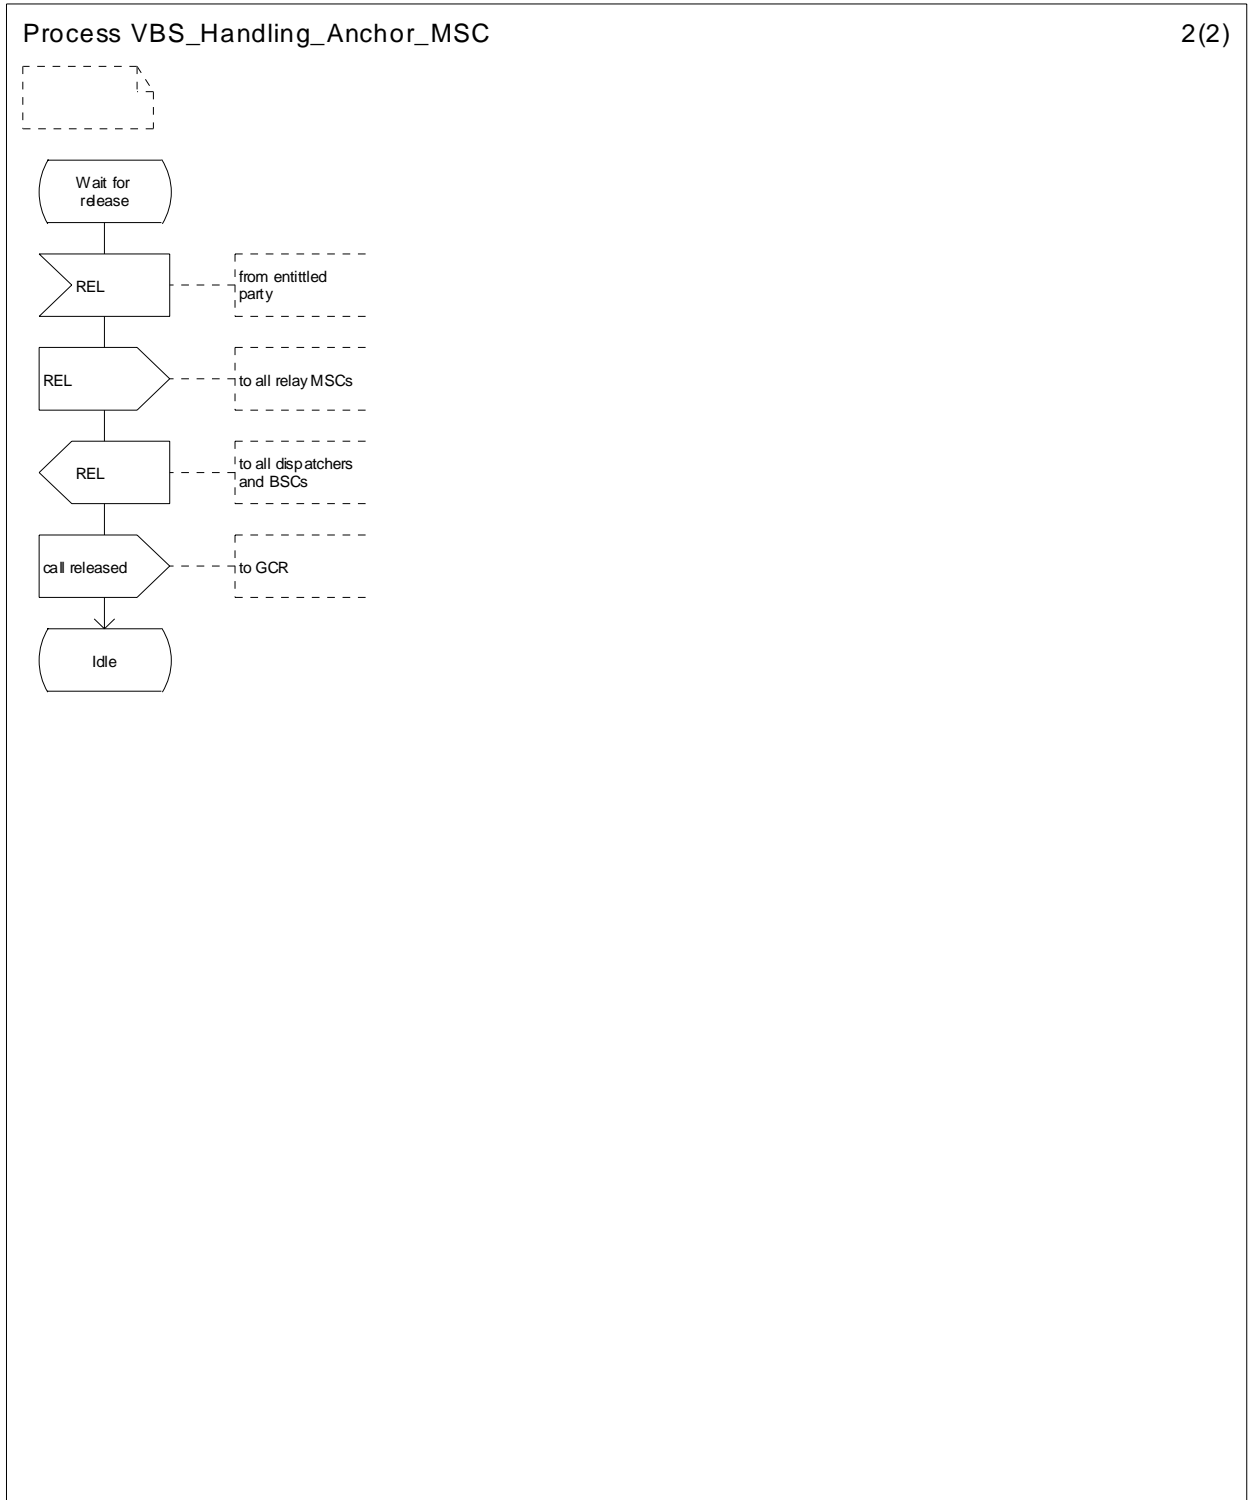 Process VBS_Handling_Anchor_MSC 2(2)
Wait for
release
REL
from entittled
party
REL
to all relay MSCs
REL
to all dispatchers
and BSCs
call released
to GCR
Idle